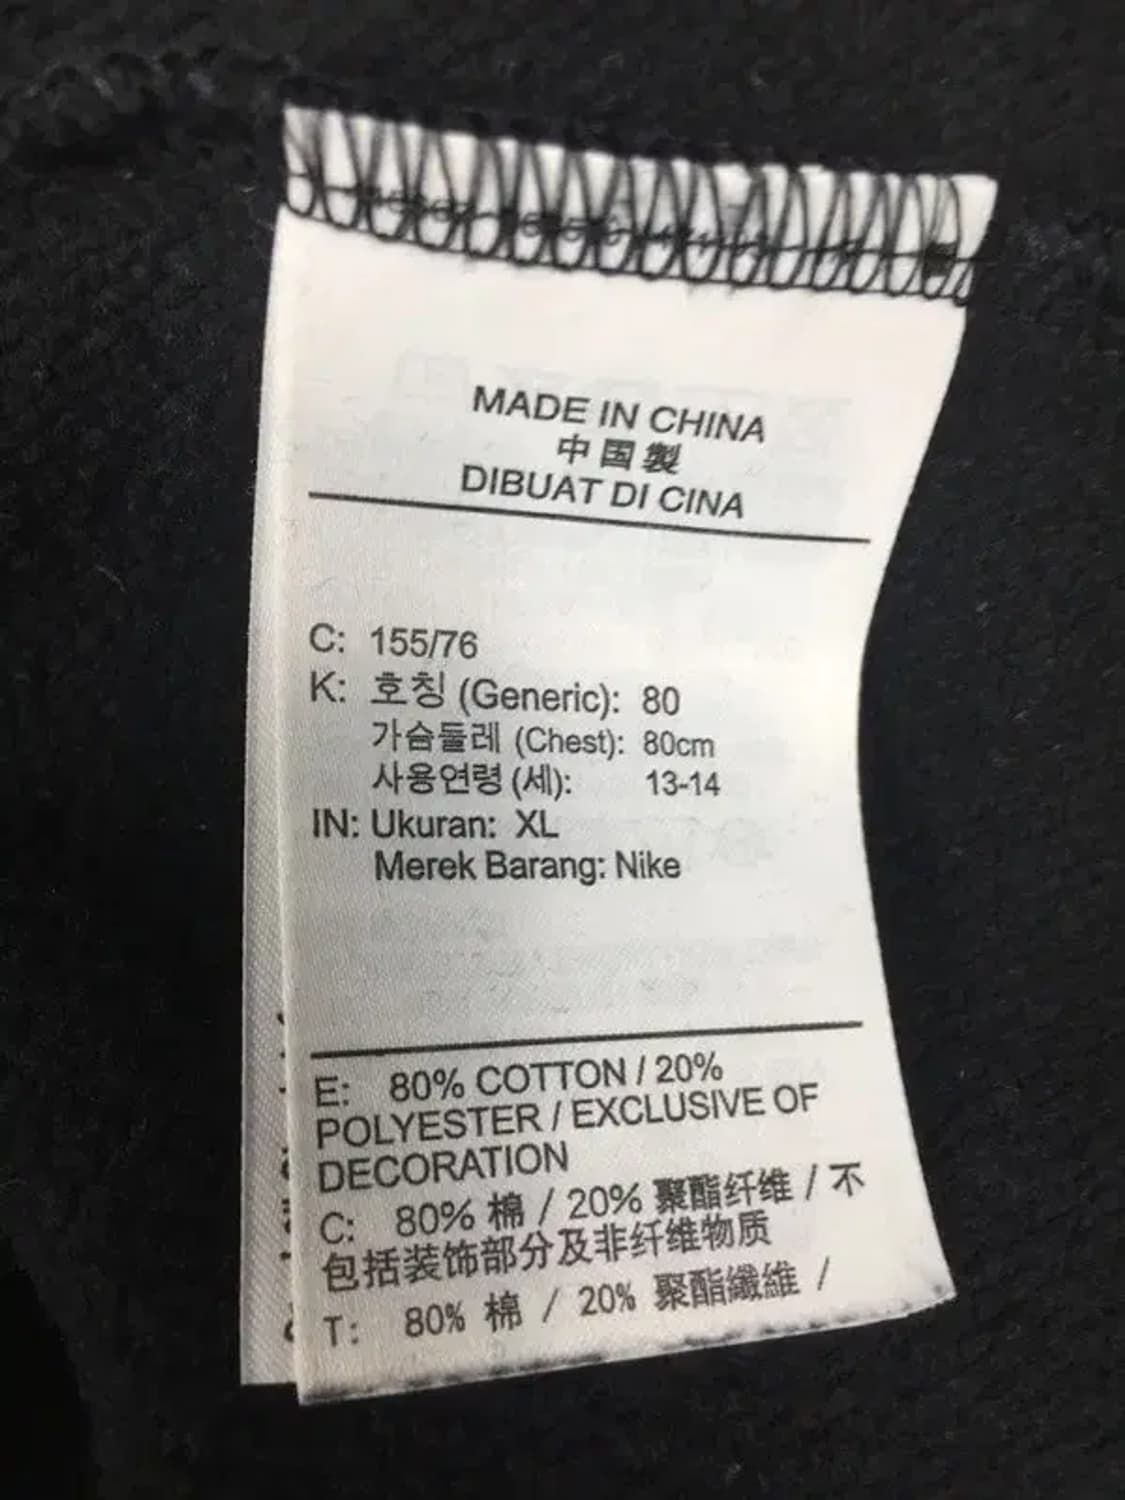 MADE IN CHINA
中国製
DIBUAT DI CINA
C: 155/76
K: 호칭 (Generic): 80
가슴둘레 (Chest): 80cm
사용연령 (세): 13-14
IN: Ukuran: XL
Merek Barang: Nike
E: 80% COTTON / 20%
POLYESTER / EXCLUSIVE OF
DECORATION
C: 80% 棉 / 20% 聚酯纤维 / 不
包括装饰部分及非纤维物质
T: 80% 棉 / 20% 聚酯纖維 /